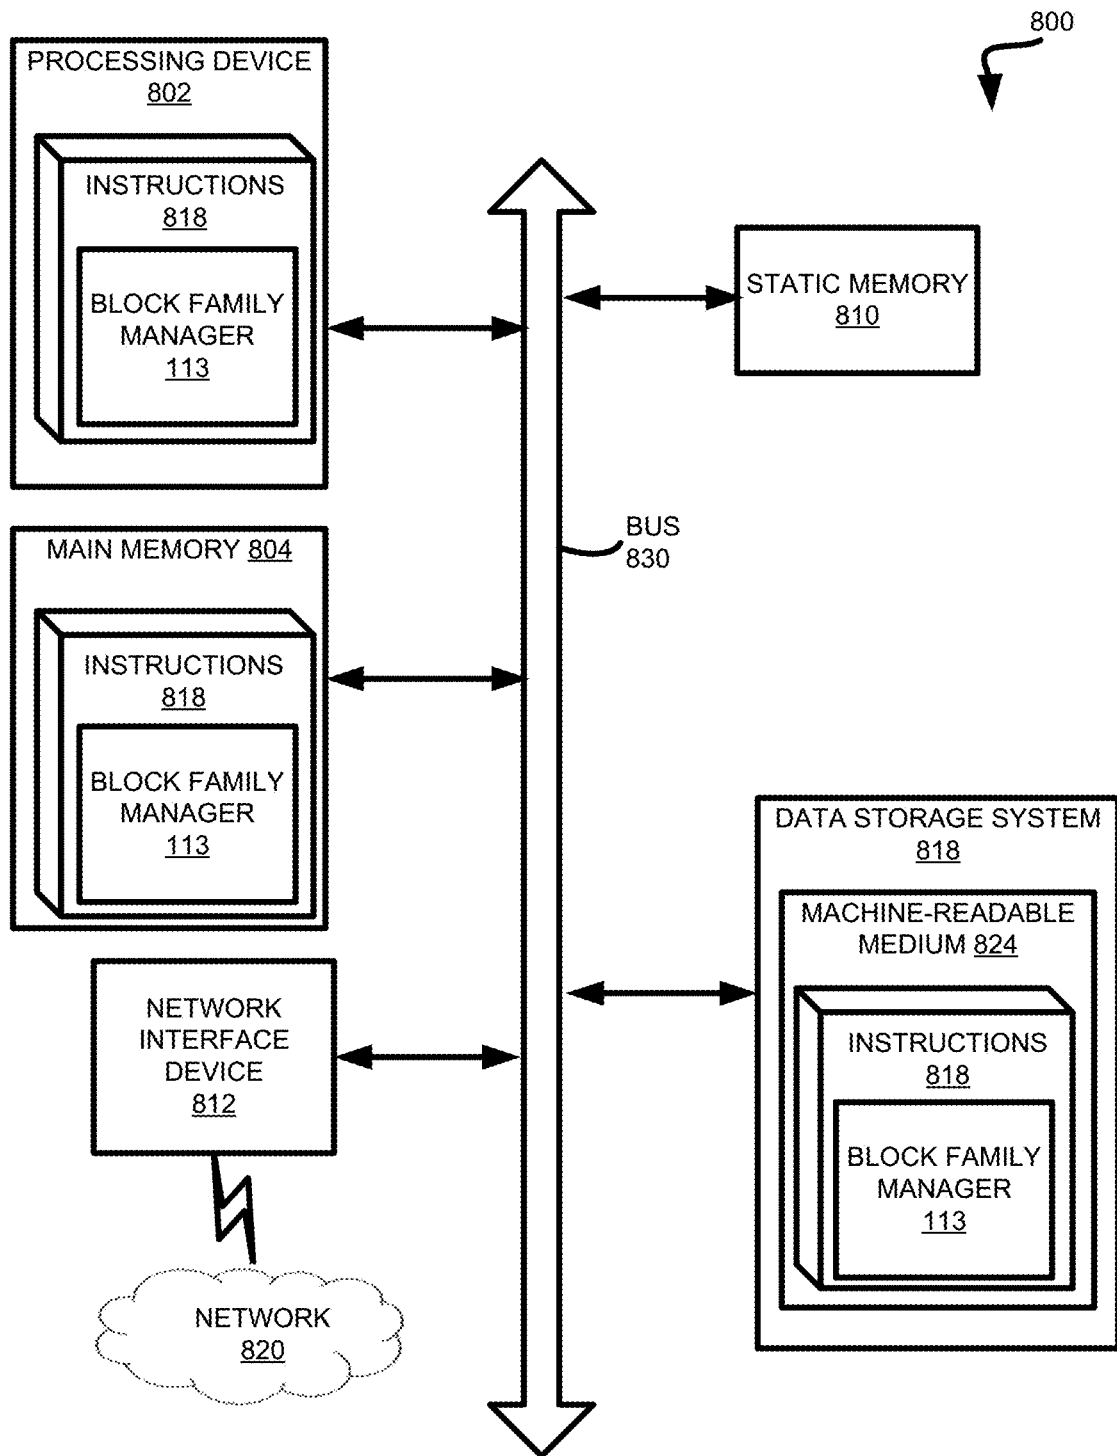 800
PROCESSING DEVICE
802
INSTRUCTIONS
818
BLOCK FAMILY
MANAGER
113
STATIC MEMORY
810
BUS
830
MAIN MEMORY 804
INSTRUCTIONS
818
BLOCK FAMILY
MANAGER
113
DATA STORAGE SYSTEM
818
MACHINE-READABLE
MEDIUM 824
INSTRUCTIONS
818
BLOCK FAMILY
MANAGER
113
NETWORK
INTERFACE
DEVICE
812
NETWORK
820